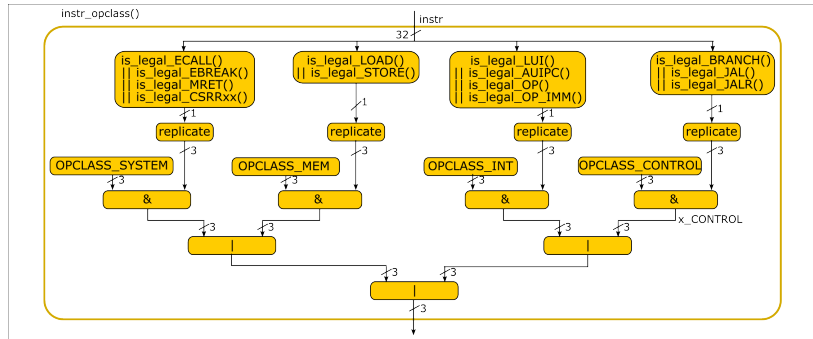 instr_opclass()
instr
32
is_legal_ECALL()
|| is_legal_EBREAK()
|| is_legal_MRET()
|| is_legal_CSRRxx()
is_legal_LOAD()
|| is_legal_STORE()
is_legal_LUI()
|| is_legal_AUIPC()
|| is_legal_OP()
|| is_legal_OP_IMM()
is_legal_BRANCH()
|| is_legal_JAL()
|| is_legal_JALR()
1
1
1
1
replicate
replicate
replicate
replicate
3
3
3
3
OPCLASS_SYSTEM
OPCLASS_MEM
OPCLASS_INT
OPCLASS_CONTROL
3
3
3
3
&
&
&
&
x_CONTROL
3
3
3
3
|
|
3
3
|
3